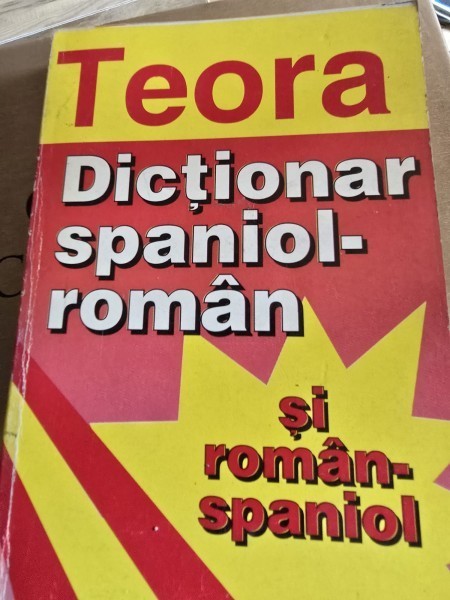 Teora
Dicționar
spaniol-
român
și
român-
spaniol